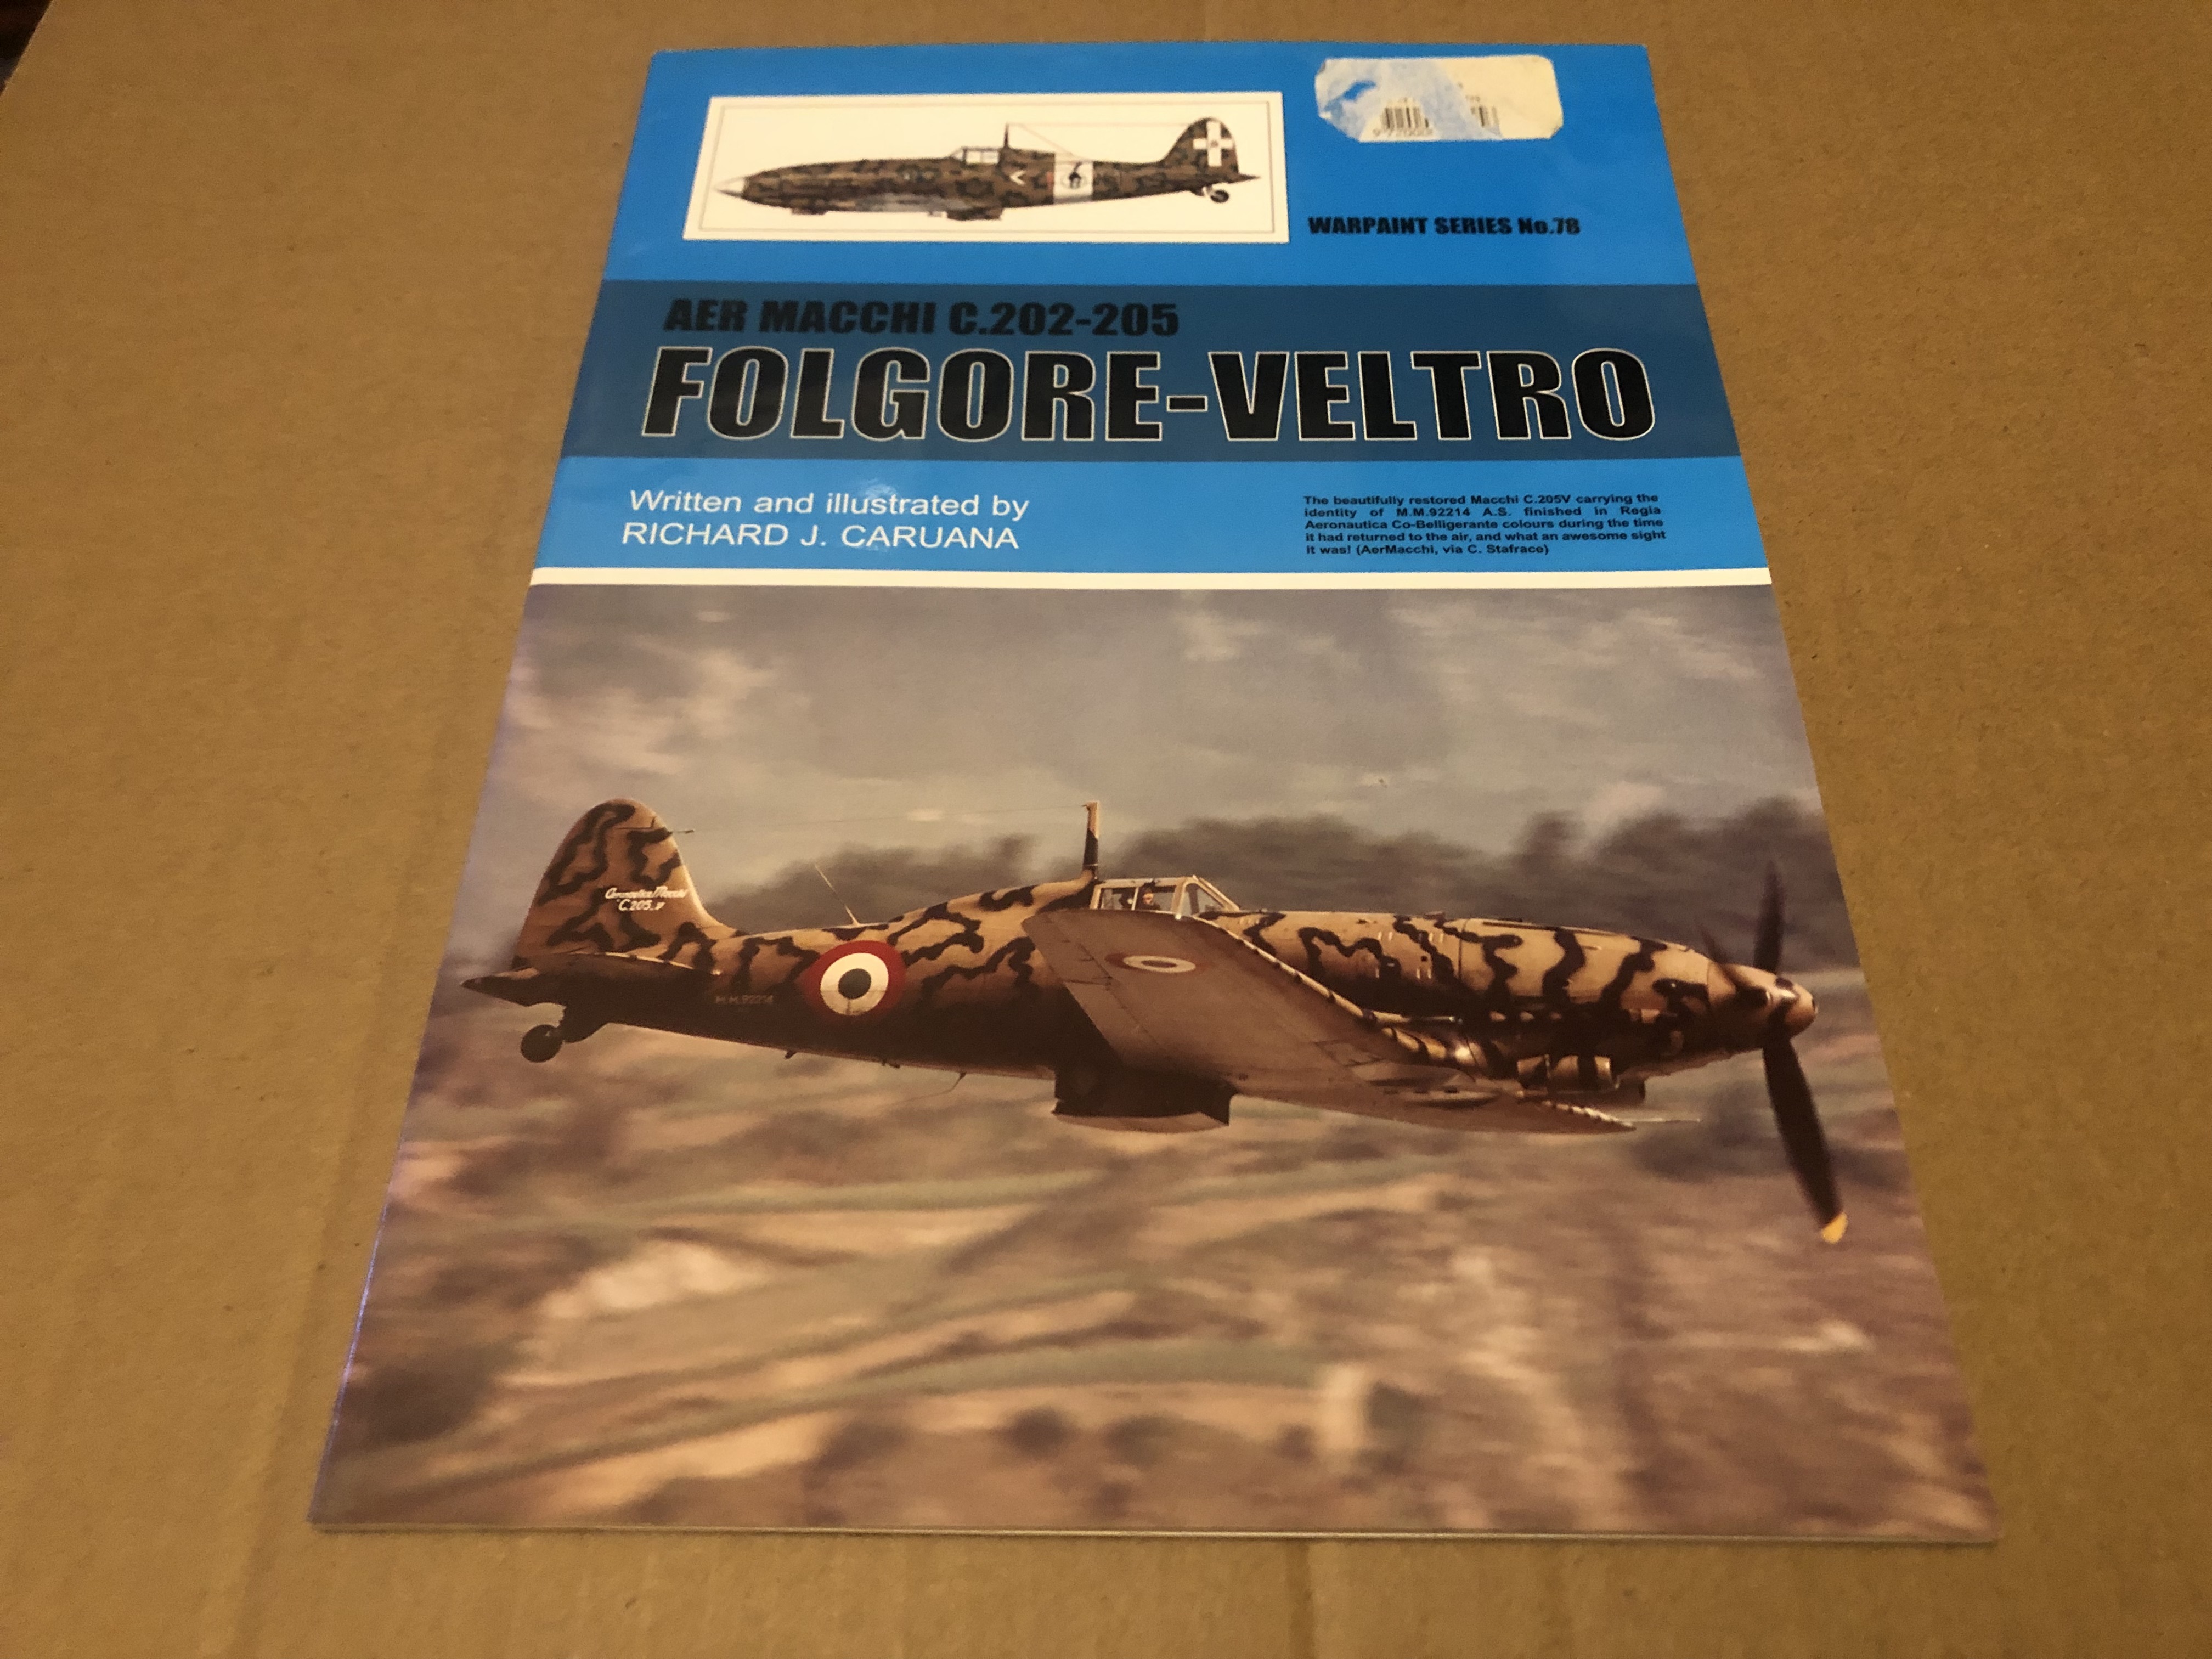 WARPAINT SERIES No.78
AER MACCHI C.202-205
FOLGORE-VELTRO
Written and illustrated by
RICHARD J. CARUANA
The beautifully restored Macchi C.205V carrying the
identity of M.M.92214 A.S. finished in Regia
Aeronautica Co-Belligerante colours during the time
it had returned to the air, and what an awesome sight
it was! (AerMacchi, via C. Stafrace)
Aeronautica Macchi
C.205.V
M.M.92214